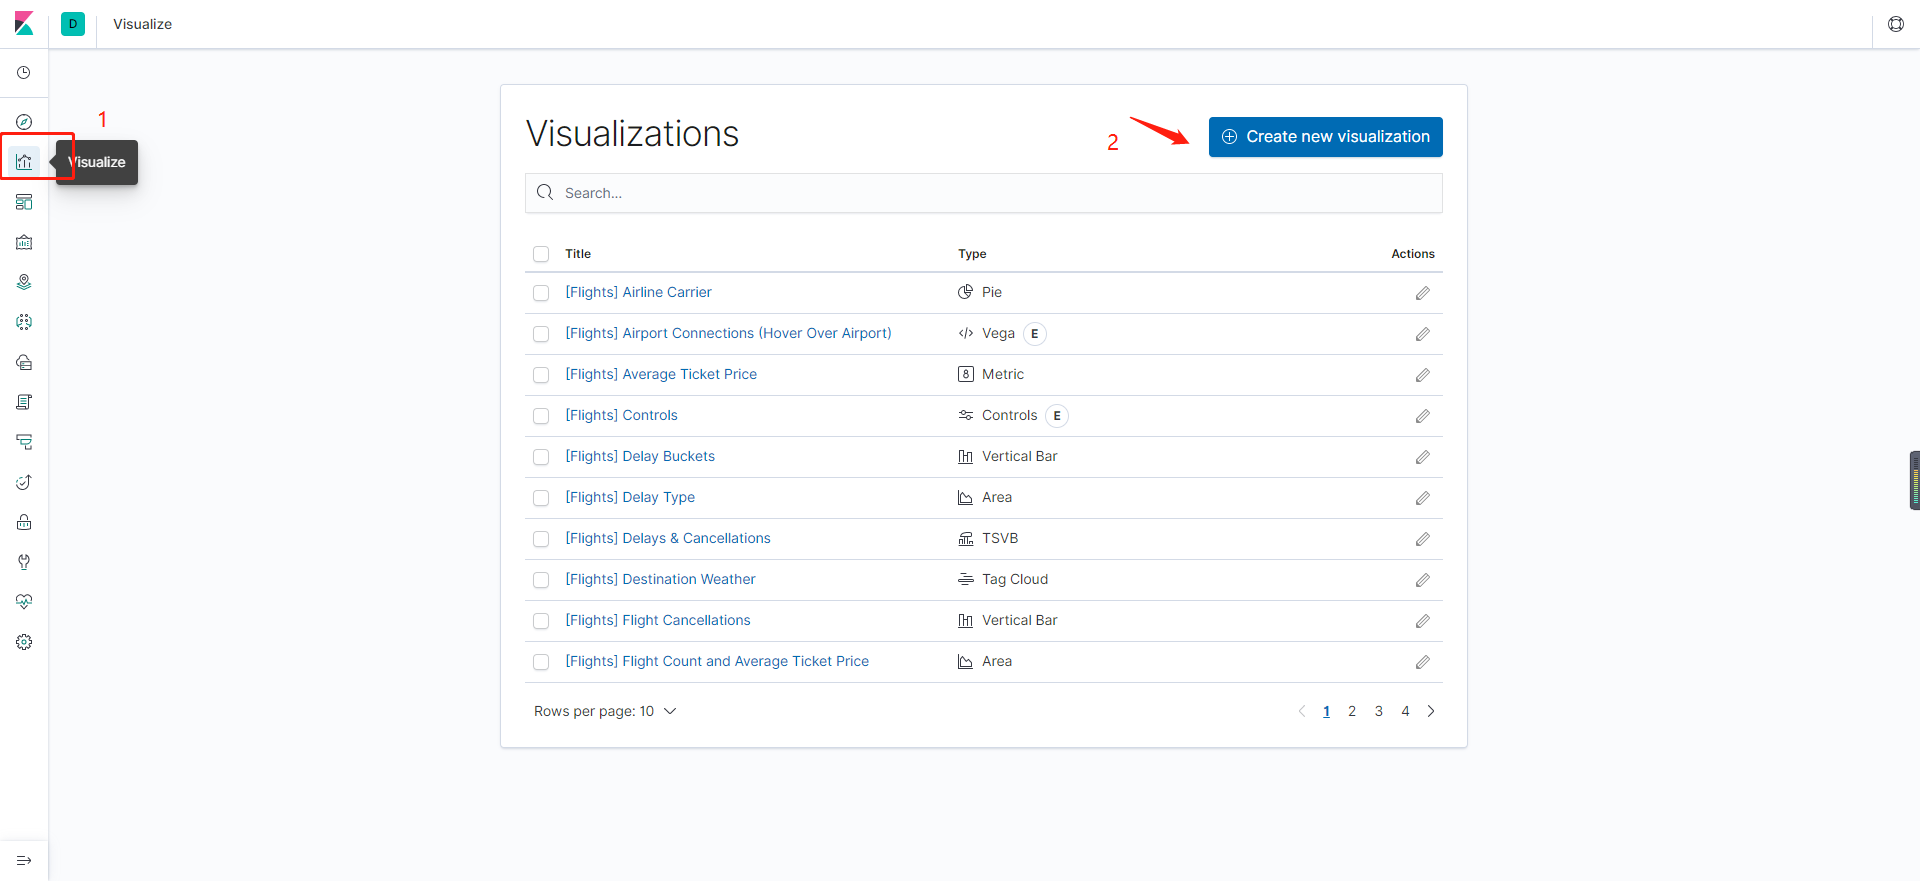 D Visualize
1
Visualize
Visualizations
2
Create new visualization
Search...
Title Type Actions
[Flights] Airline Carrier Pie
[Flights] Airport Connections (Hover Over Airport) Vega E
[Flights] Average Ticket Price 8 Metric
[Flights] Controls Controls E
[Flights] Delay Buckets Vertical Bar
[Flights] Delay Type Area
[Flights] Delays & Cancellations TSVB
[Flights] Destination Weather Tag Cloud
[Flights] Flight Cancellations Vertical Bar
[Flights] Flight Count and Average Ticket Price Area
Rows per page: 10 1 2 3 4